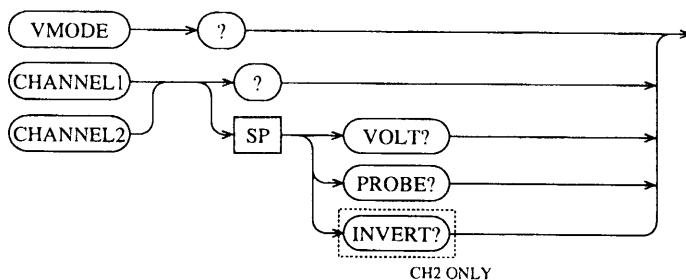 VMODE ?
CHANNEL1 ?
CHANNEL2 SP VOLT?
PROBE?
INVERT?
CH2 ONLY